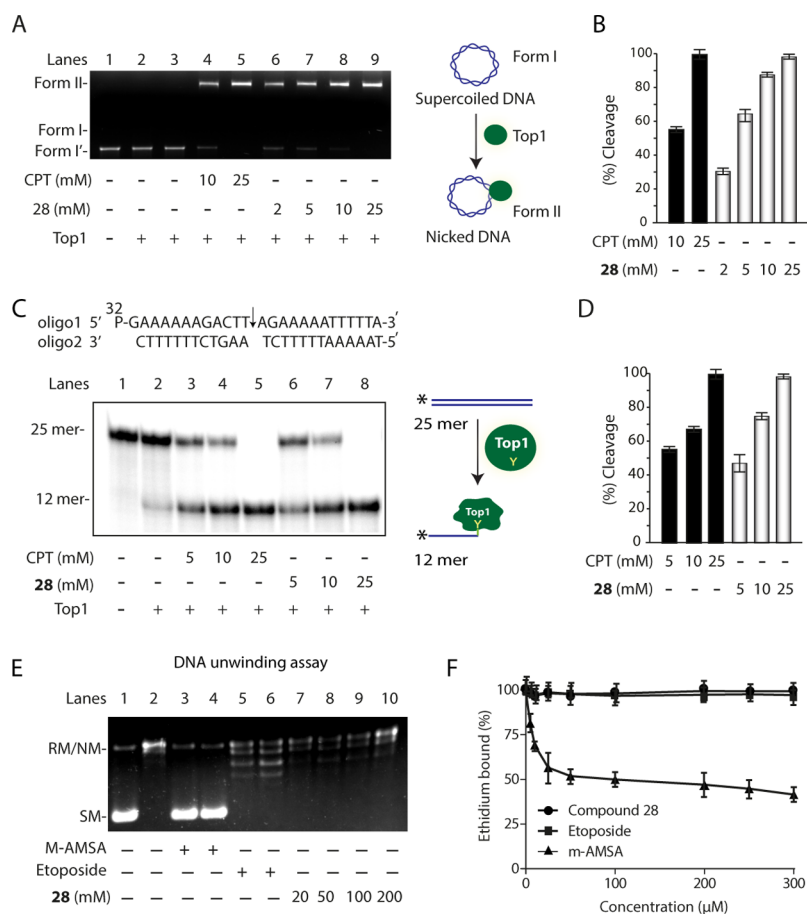 A
Lanes 1 2 3 4 5 6 7 8 9
Form II-
Form I-
Form I'-
CPT (mM) – – – 10 25 – – – –
28 (mM) – – – – – 2 5 10 25
Top1 – + + + + + + + +
Form I
Supercoiled DNA
Top1
Form II
Nicked DNA
B
(%) Cleavage
100
80
60
40
20
0
CPT (mM) 10 25 – – – –
28 (mM) – – 2 5 10 25
C
oligo1 5' 32P-GAAAAAAGACTT↓AGAAAAATTTTTA-3'
oligo2 3' CTTTTTTCTGAA TCTTTTTAAAAAT-5'
Lanes 1 2 3 4 5 6 7 8
25 mer-
12 mer-
CPT (mM) – – 5 10 25 – – –
28 (mM) – – – – – 5 10 25
Top1 – + + + + + + +
*
25 mer
Top1
Y
Top1
Y
*
12 mer
D
(%) Cleavage
100
80
60
40
20
0
CPT (mM) 5 10 25 – – –
28 (mM) – – – 5 10 25
E
DNA unwinding assay
Lanes 1 2 3 4 5 6 7 8 9 10
RM/NM-
SM-
M-AMSA – – + + – – – – – –
Etoposide – – – – + + – – – –
28 (mM) – – – – – – 20 50 100 200
F
Ethidium bound (%)
100
75
50
25
0
Compound 28
Etoposide
m-AMSA
0 100 200 300
Concentration (μM)